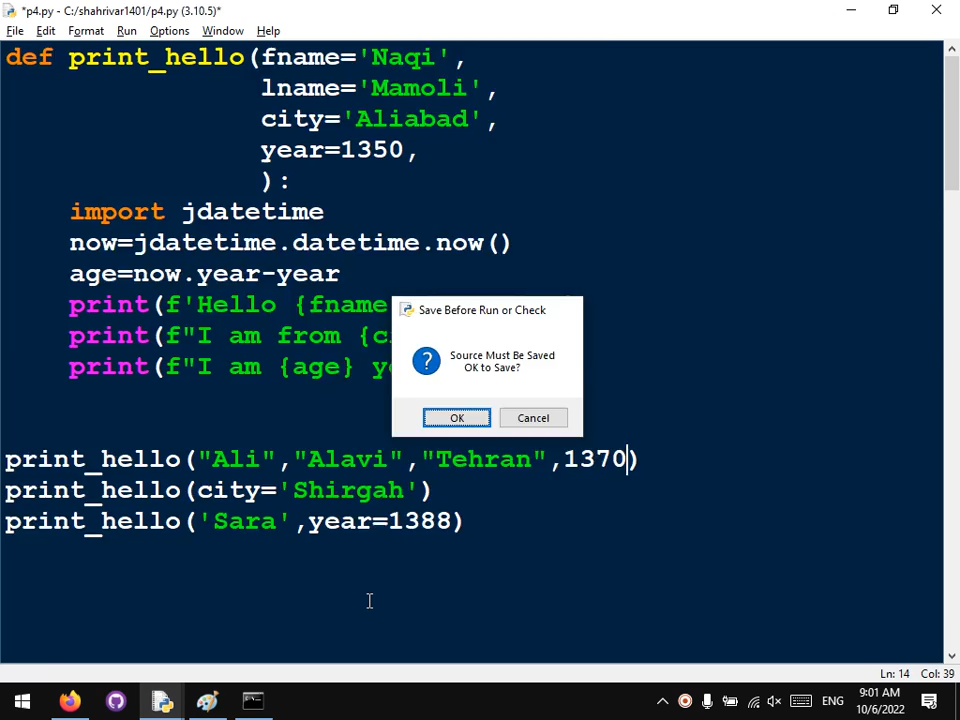 *p4.py - C:/shahrivar1401/p4.py (3.10.5)*
File Edit Format Run Options Window Help
def print_hello(fname='Naqi',
lname='Mamoli',
city='Aliabad',
year=1350,
):
import jdatetime
now=jdatetime.datetime.now()
age=now.year-year
print(f'Hello {fname
print(f"I am from {c
print(f"I am {age} y
Save Before Run or Check
Source Must Be Saved
OK to Save?
OK Cancel
print_hello("Ali","Alavi","Tehran",1370)
print_hello(city='Shirgah')
print_hello('Sara',year=1388)
Ln: 14 Col: 39
ENG
9:01 AM
10/6/2022